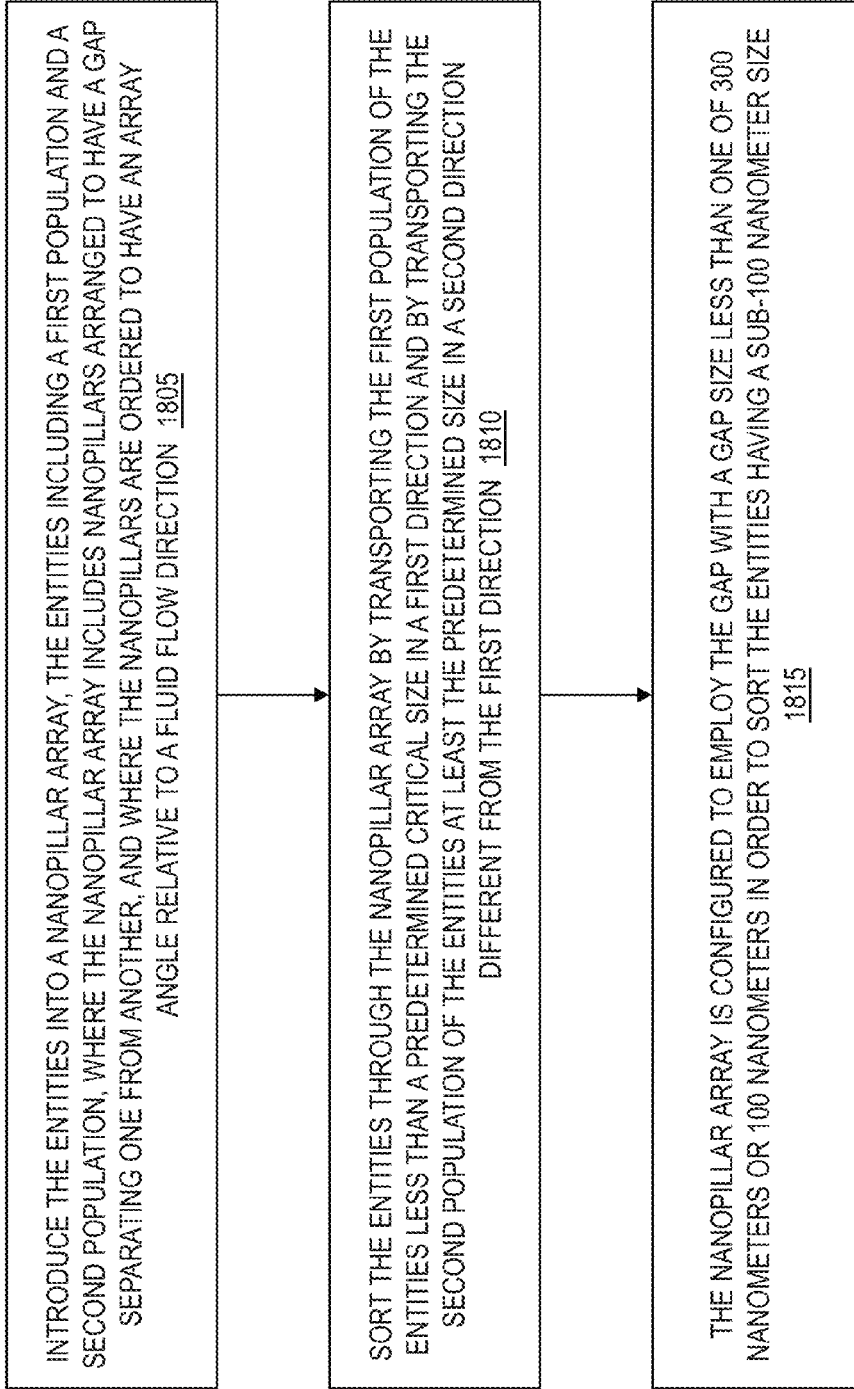 INTRODUCE THE ENTITIES INTO A NANOPILLAR ARRAY, THE ENTITIES INCLUDING A FIRST POPULATION AND A
SECOND POPULATION, WHERE THE NANOPILLAR ARRAY INCLUDES NANOPILLARS ARRANGED TO HAVE A GAP
SEPARATING ONE FROM ANOTHER, AND WHERE THE NANOPILLARS ARE ORDERED TO HAVE AN ARRAY
ANGLE RELATIVE TO A FLUID FLOW DIRECTION 1805
SORT THE ENTITIES THROUGH THE NANOPILLAR ARRAY BY TRANSPORTING THE FIRST POPULATION OF THE
ENTITIES LESS THAN A PREDETERMINED CRITICAL SIZE IN A FIRST DIRECTION AND BY TRANSPORTING THE
SECOND POPULATION OF THE ENTITIES AT LEAST THE PREDETERMINED SIZE IN A SECOND DIRECTION
DIFFERENT FROM THE FIRST DIRECTION 1810
THE NANOPILLAR ARRAY IS CONFIGURED TO EMPLOY THE GAP WITH A GAP SIZE LESS THAN ONE OF 300
NANOMETERS OR 100 NANOMETERS IN ORDER TO SORT THE ENTITIES HAVING A SUB-100 NANOMETER SIZE
1815